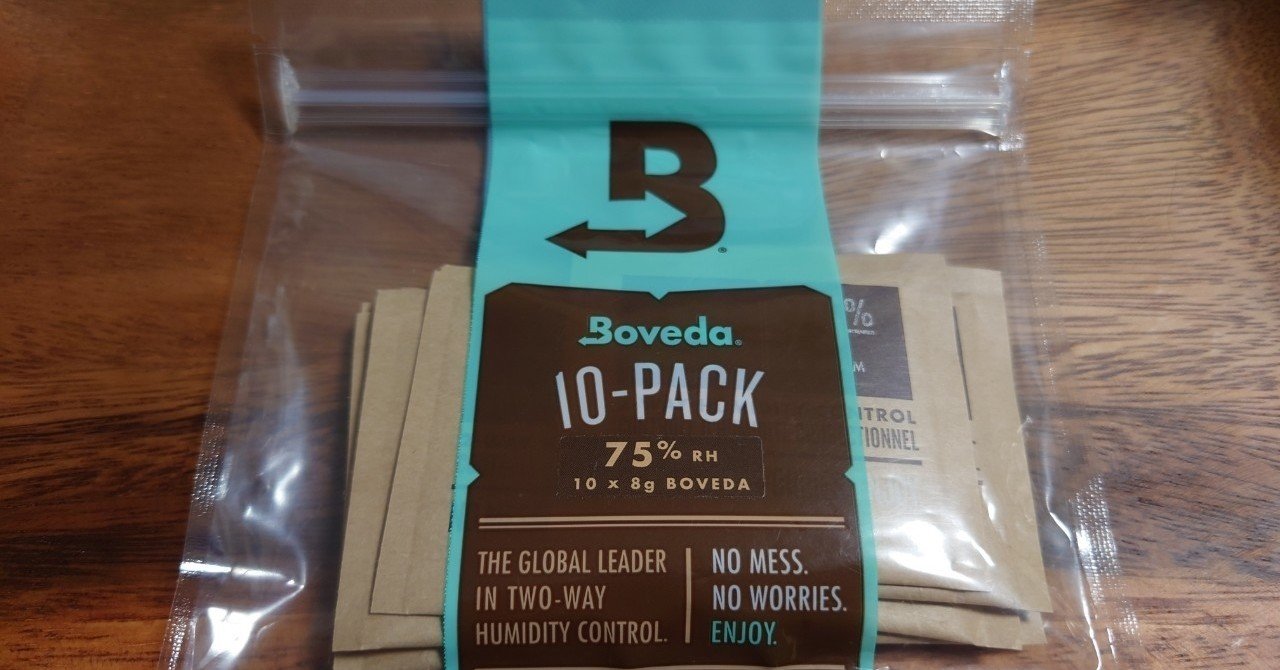 B
Boveda
10-PACK
75% RH
10 x 8g BOVEDA
THE GLOBAL LEADER
IN TWO-WAY
HUMIDITY CONTROL.
NO MESS.
NO WORRIES.
ENJOY.
%
M
NTROL
TIONNEL